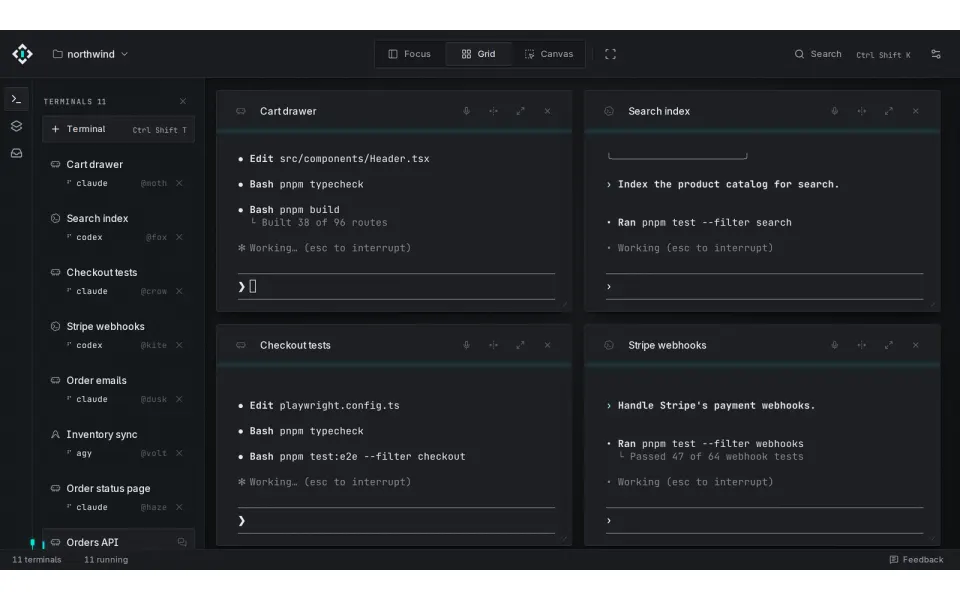 northwind
Focus
Grid
Canvas
Search Ctrl Shift K
TERMINALS 11
+ Terminal Ctrl Shift T
Cart drawer
claude @moth
Search index
codex @fox
Checkout tests
claude @crow
Stripe webhooks
codex @kite
Order emails
claude @dusk
Inventory sync
agy @volt
Order status page
claude @haze
Orders API
Cart drawer
● Edit src/components/Header.tsx
● Bash pnpm typecheck
● Bash pnpm build
└ Built 38 of 96 routes
✻ Working… (esc to interrupt)
❯
Search index
› Index the product catalog for search.
• Ran pnpm test --filter search
• Working (esc to interrupt)
›
Checkout tests
● Edit playwright.config.ts
● Bash pnpm typecheck
● Bash pnpm test:e2e --filter checkout
✻ Working… (esc to interrupt)
❯
Stripe webhooks
› Handle Stripe's payment webhooks.
• Ran pnpm test --filter webhooks
└ Passed 47 of 64 webhook tests
• Working (esc to interrupt)
›
11 terminals 11 running
Feedback